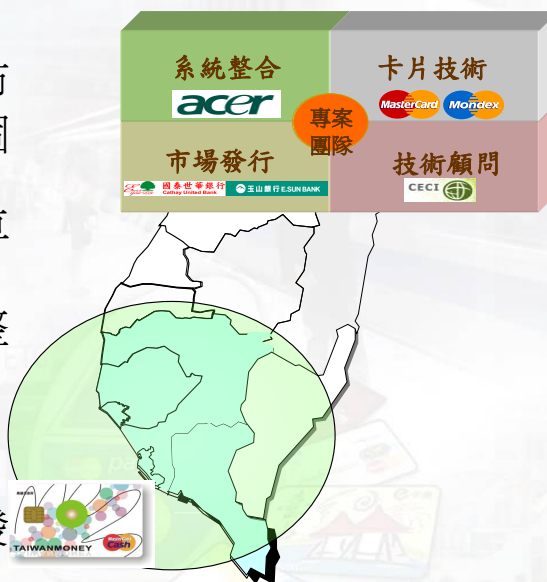 系統整合
acer
卡片技術
MasterCard
Mondex
專案
團隊
市場發行
國泰世華銀行
Cathay United Bank
玉山銀行 E.SUN BANK
技術顧問
CECI
TAIWANMONEY
MasterCard
Cash